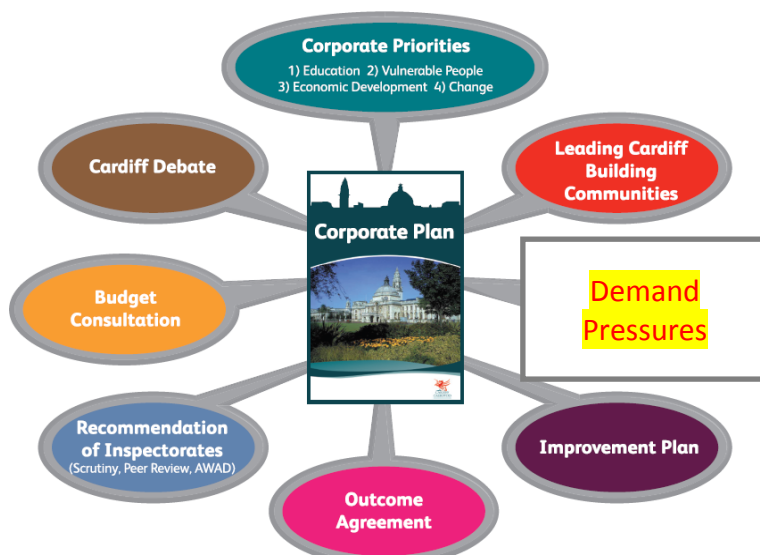 Corporate Priorities
1) Education 2) Vulnerable People
3) Economic Development 4) Change
Cardiff Debate
Leading Cardiff
Building
Communities
Corporate Plan
Budget
Consultation
Demand
Pressures
Recommendation
of Inspectorates
(Scrutiny, Peer Review, AWAD)
Improvement Plan
Outcome
Agreement